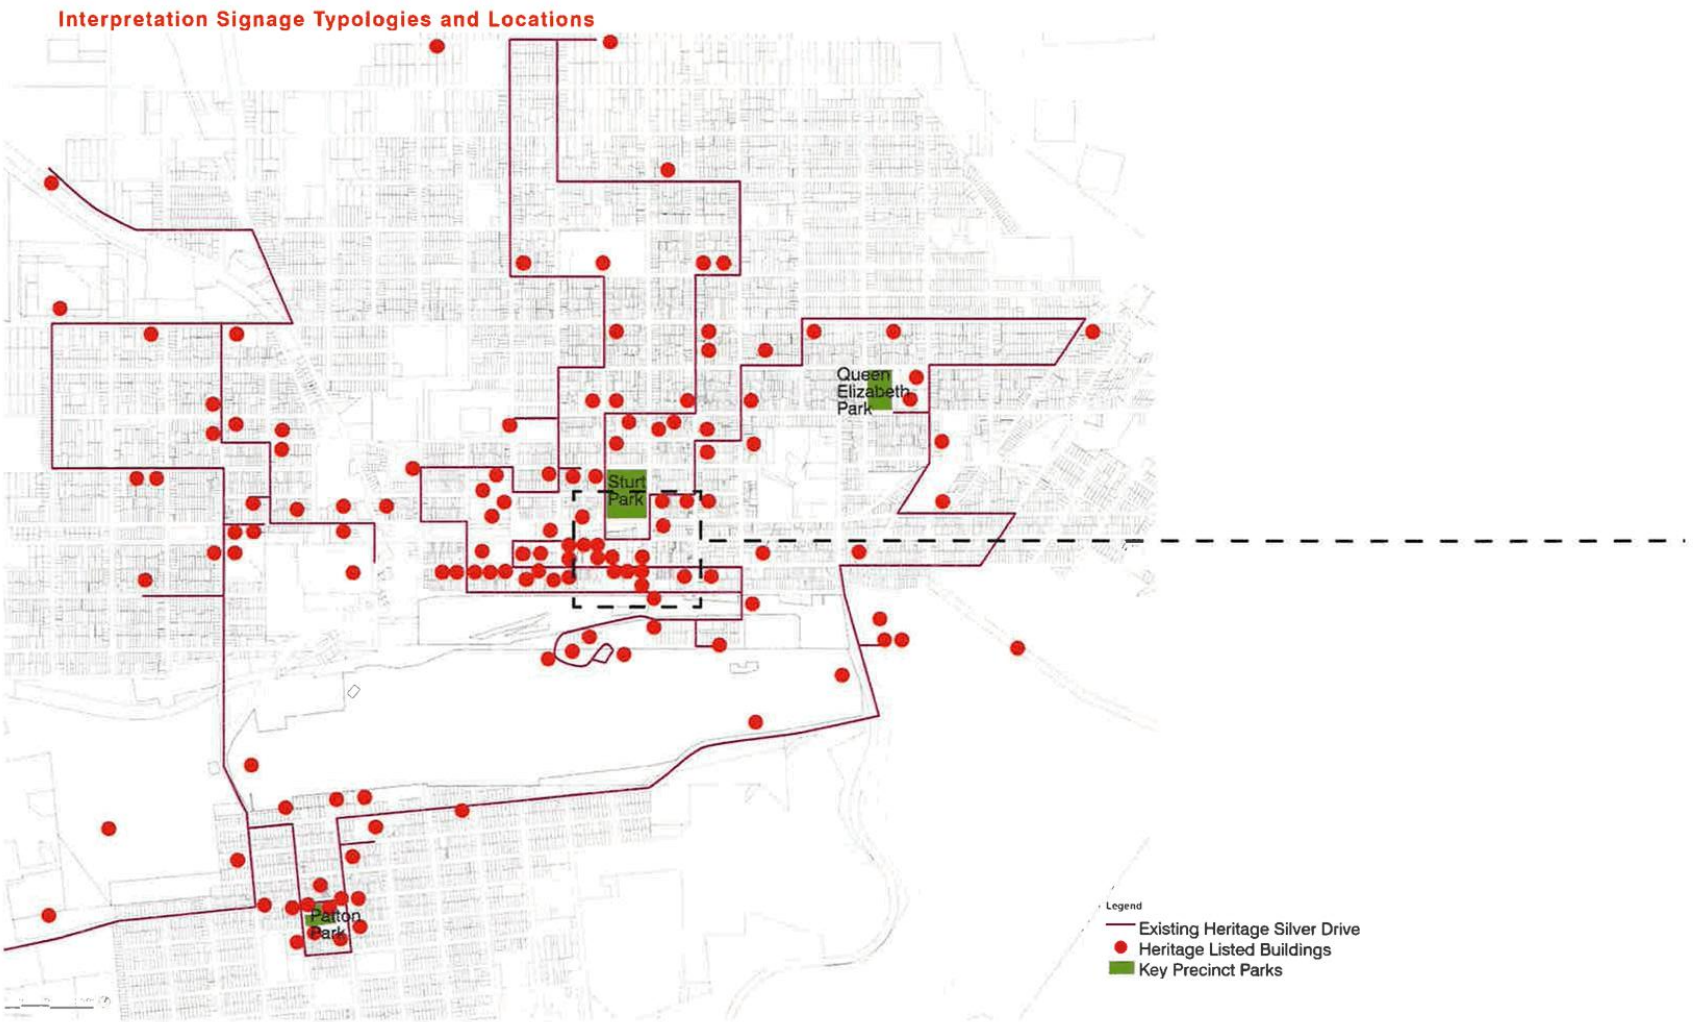 Interpretation Signage Typologies and Locations
Queen
Elizabeth
Park
Sturt
Park
Patton
Park
Legend
Existing Heritage Silver Drive
Heritage Listed Buildings
Key Precinct Parks